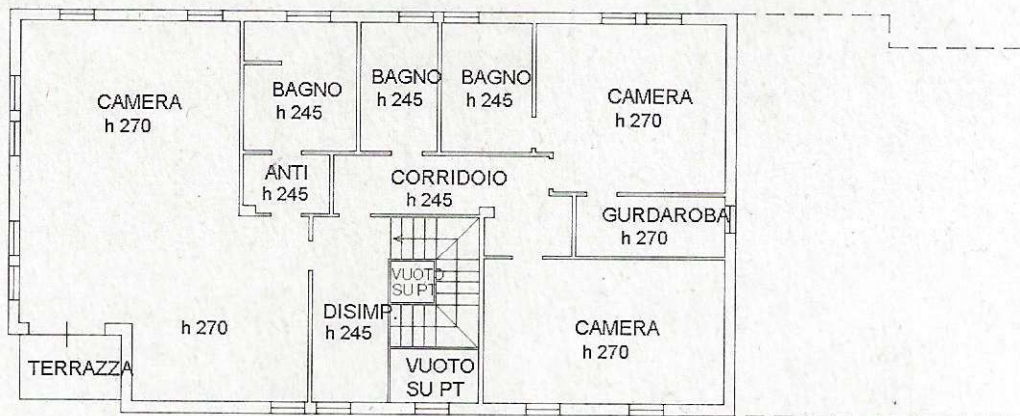 CAMERA
h 270
BAGNO
h 245
BAGNO
h 245
BAGNO
h 245
CAMERA
h 270
ANTI
h 245
CORRIDOIO
h 245
GURDAROBA
h 270
VUOTO
SU PT
DISIMP.
h 245
h 270
CAMERA
h 270
TERRAZZA
VUOTO
SU PT